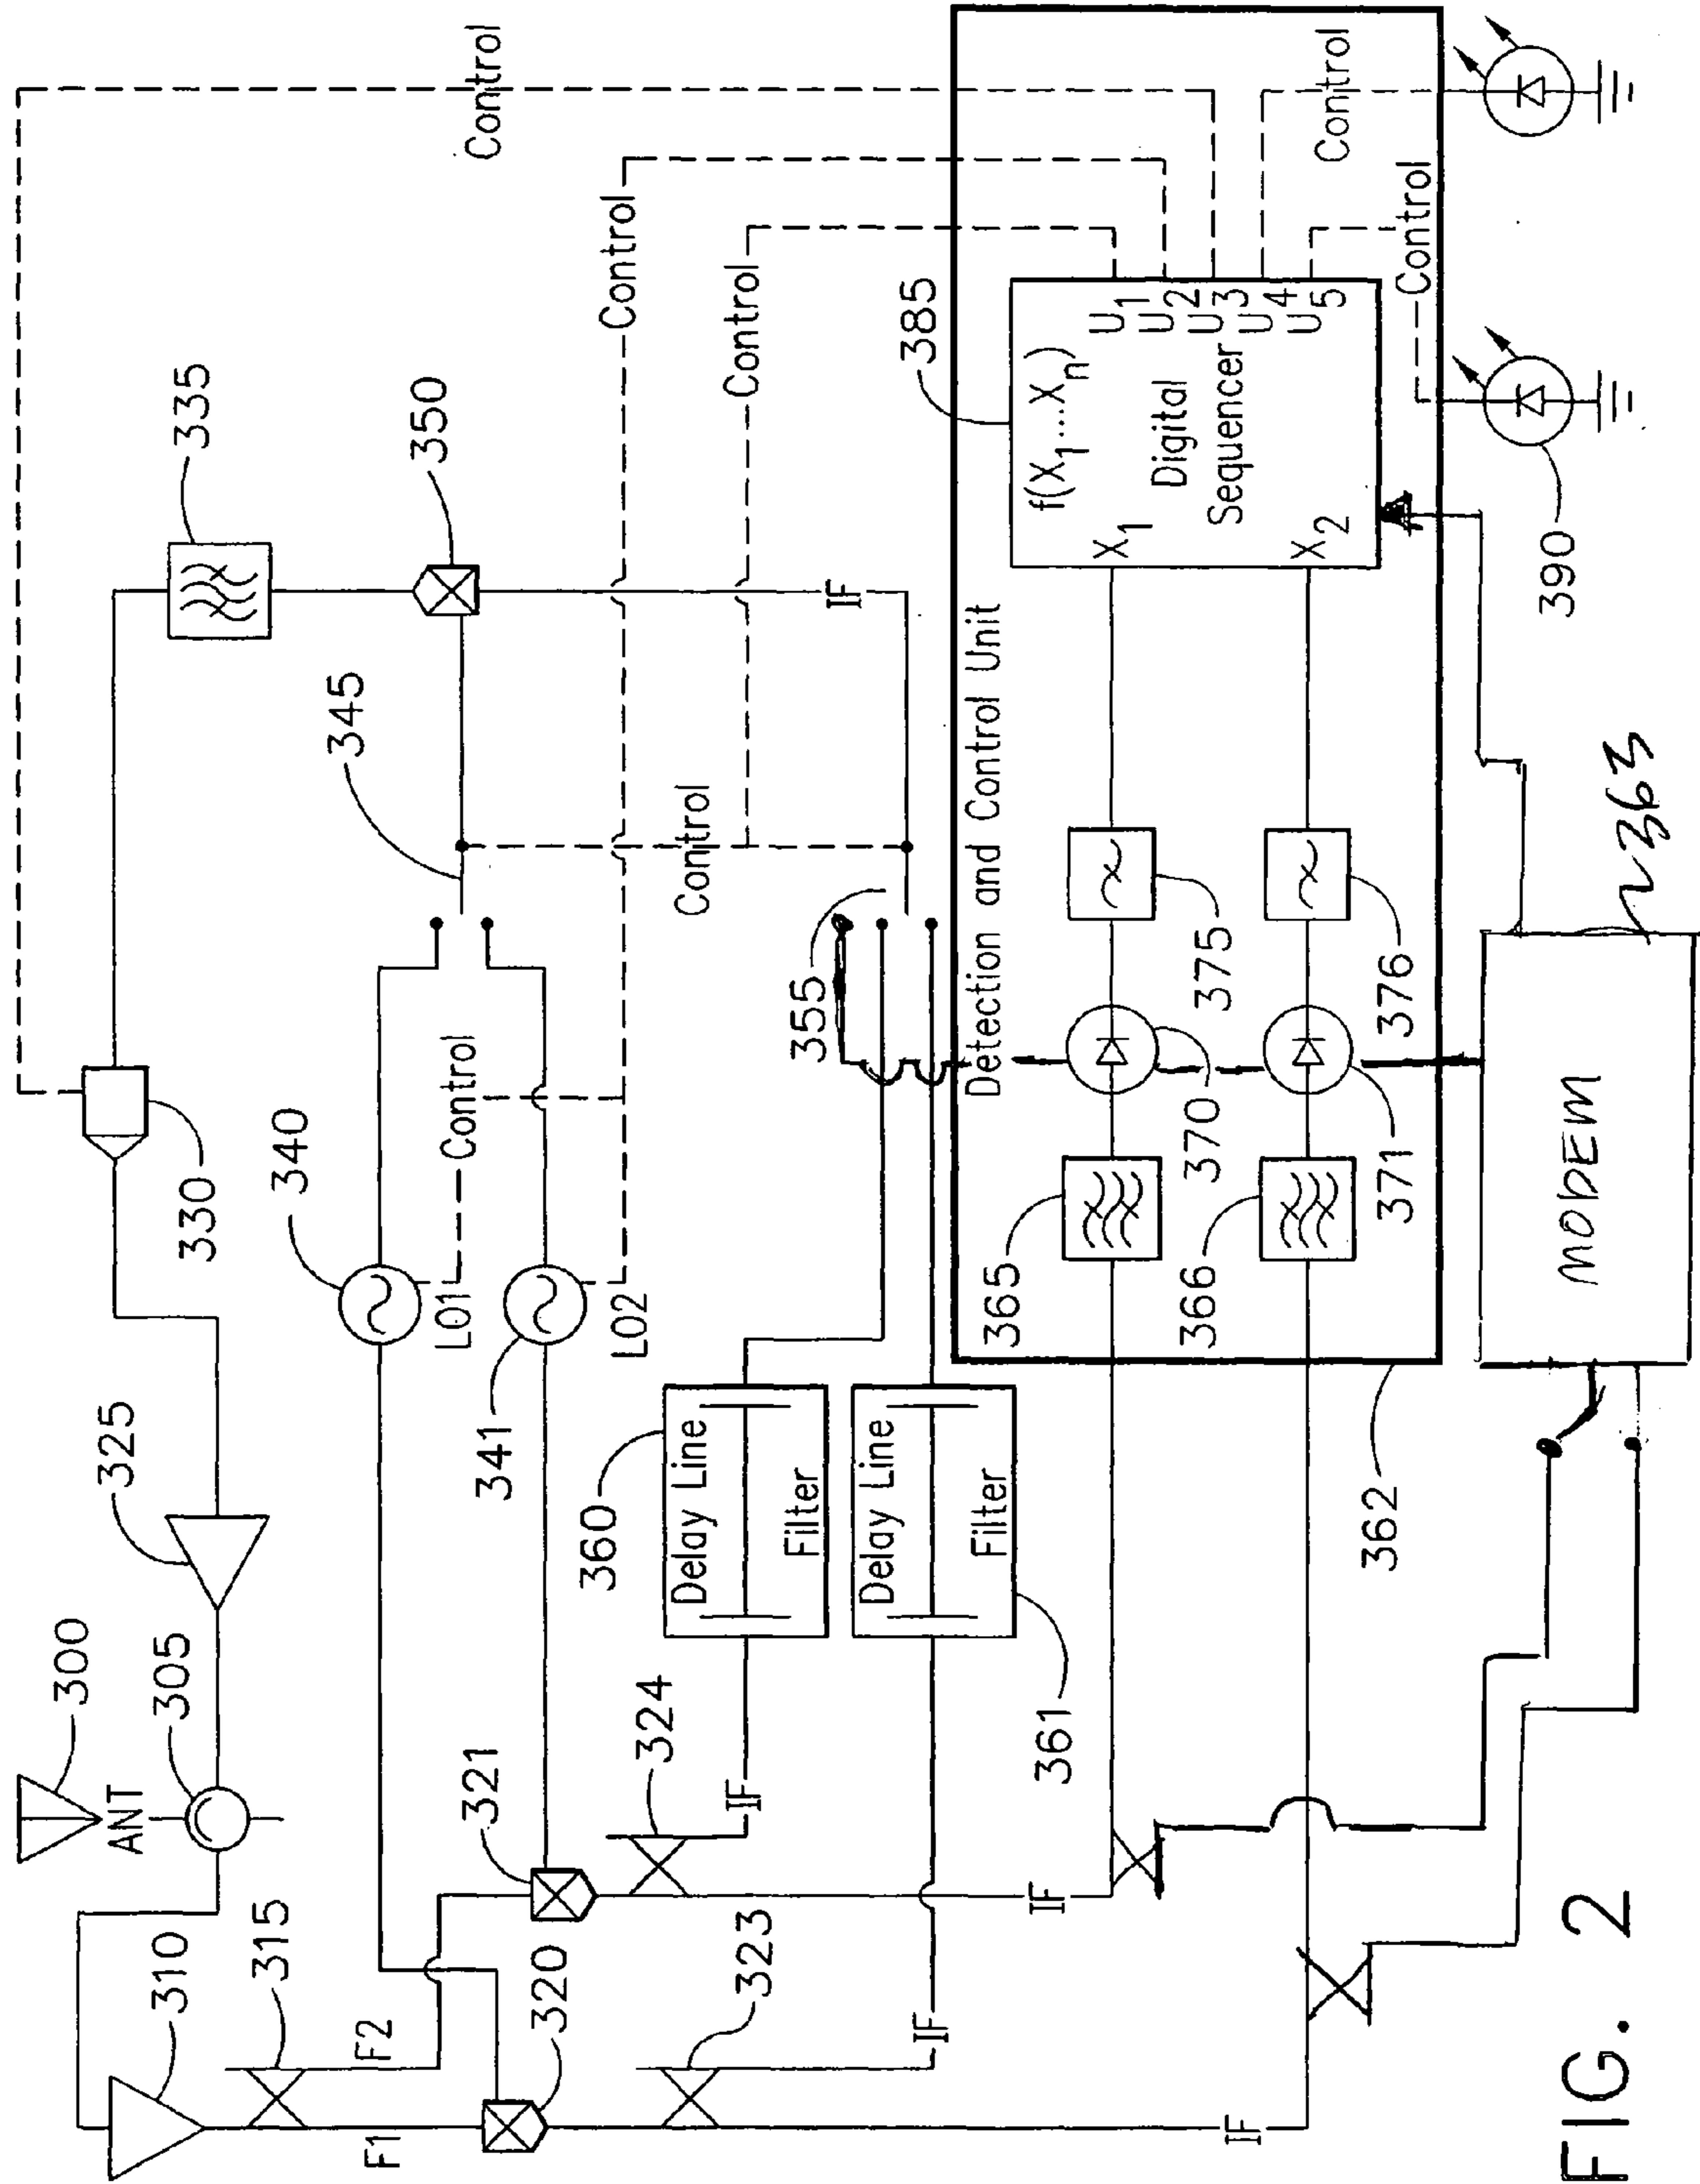 300
ANT
305
310
315
F2
F1
320
321
323
324
325
330
335
340
341
LO1
LO2
345
350
355
Control
Control
Control
Control
Control
IF
IF
IF
IF
IF
360
Delay Line
Filter
361
Delay Line
Filter
Detection and Control Unit
362
365
366
370
371
375
376
385
f(X1....Xn)
Digital
Sequencer
X1
X2
U1
U2
U3
U4
U5
Control
Control
390
MODEM
363
FIG. 2